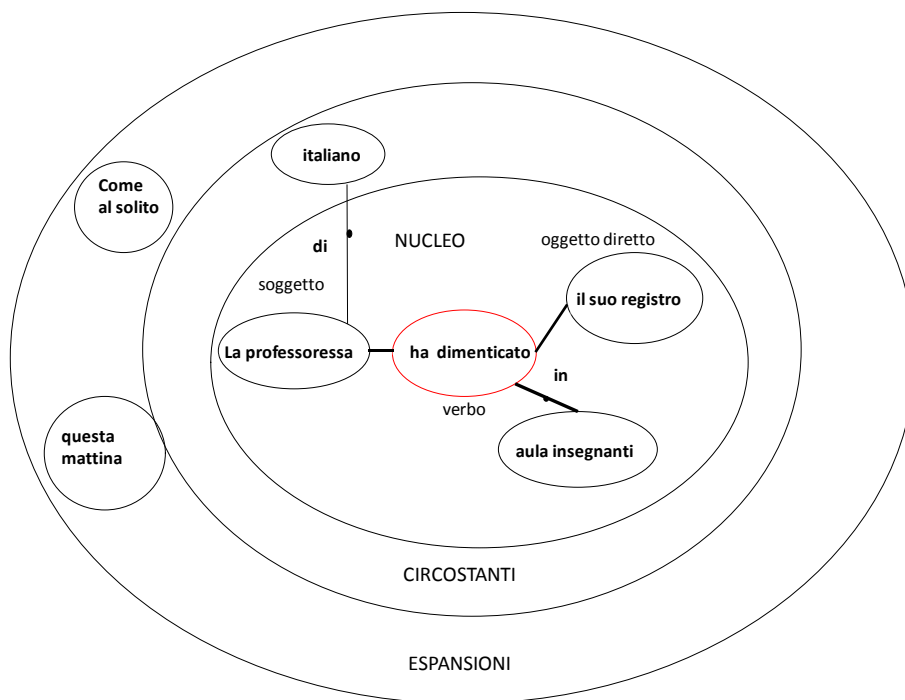 italiano
Come
al solito
di
NUCLEO
oggetto diretto
soggetto
il suo registro
La professoressa
ha dimenticato
in
verbo
questa
mattina
aula insegnanti
CIRCOSTANTI
ESPANSIONI